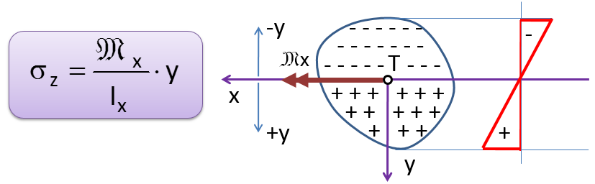 σz = 𝔐x / Ix · y
-y
- - - - - -
- - - - - -
- - - - - - -
𝔐x
T
x
+ + + + + +
+ + + + + +
+ + +
+y
y
-
+